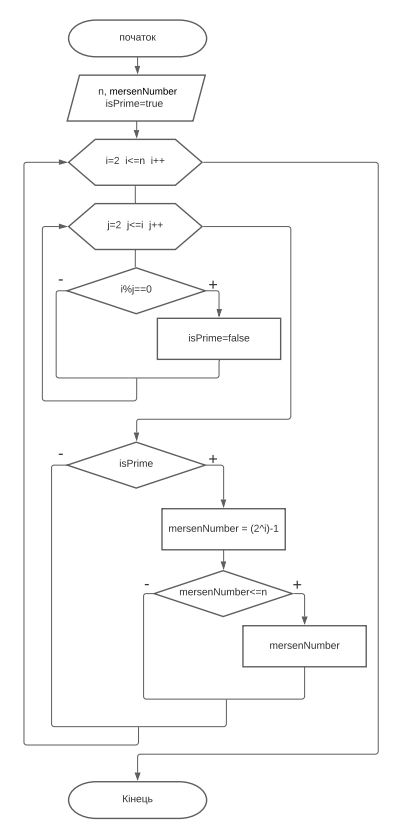 початок
n, mersenNumber
isPrime=true
i=2 i<=n i++
j=2 j<=i j++
-
+
i%j==0
isPrime=false
-
+
isPrime
mersenNumber = (2^i)-1
-
+
mersenNumber<=n
mersenNumber
Кінець